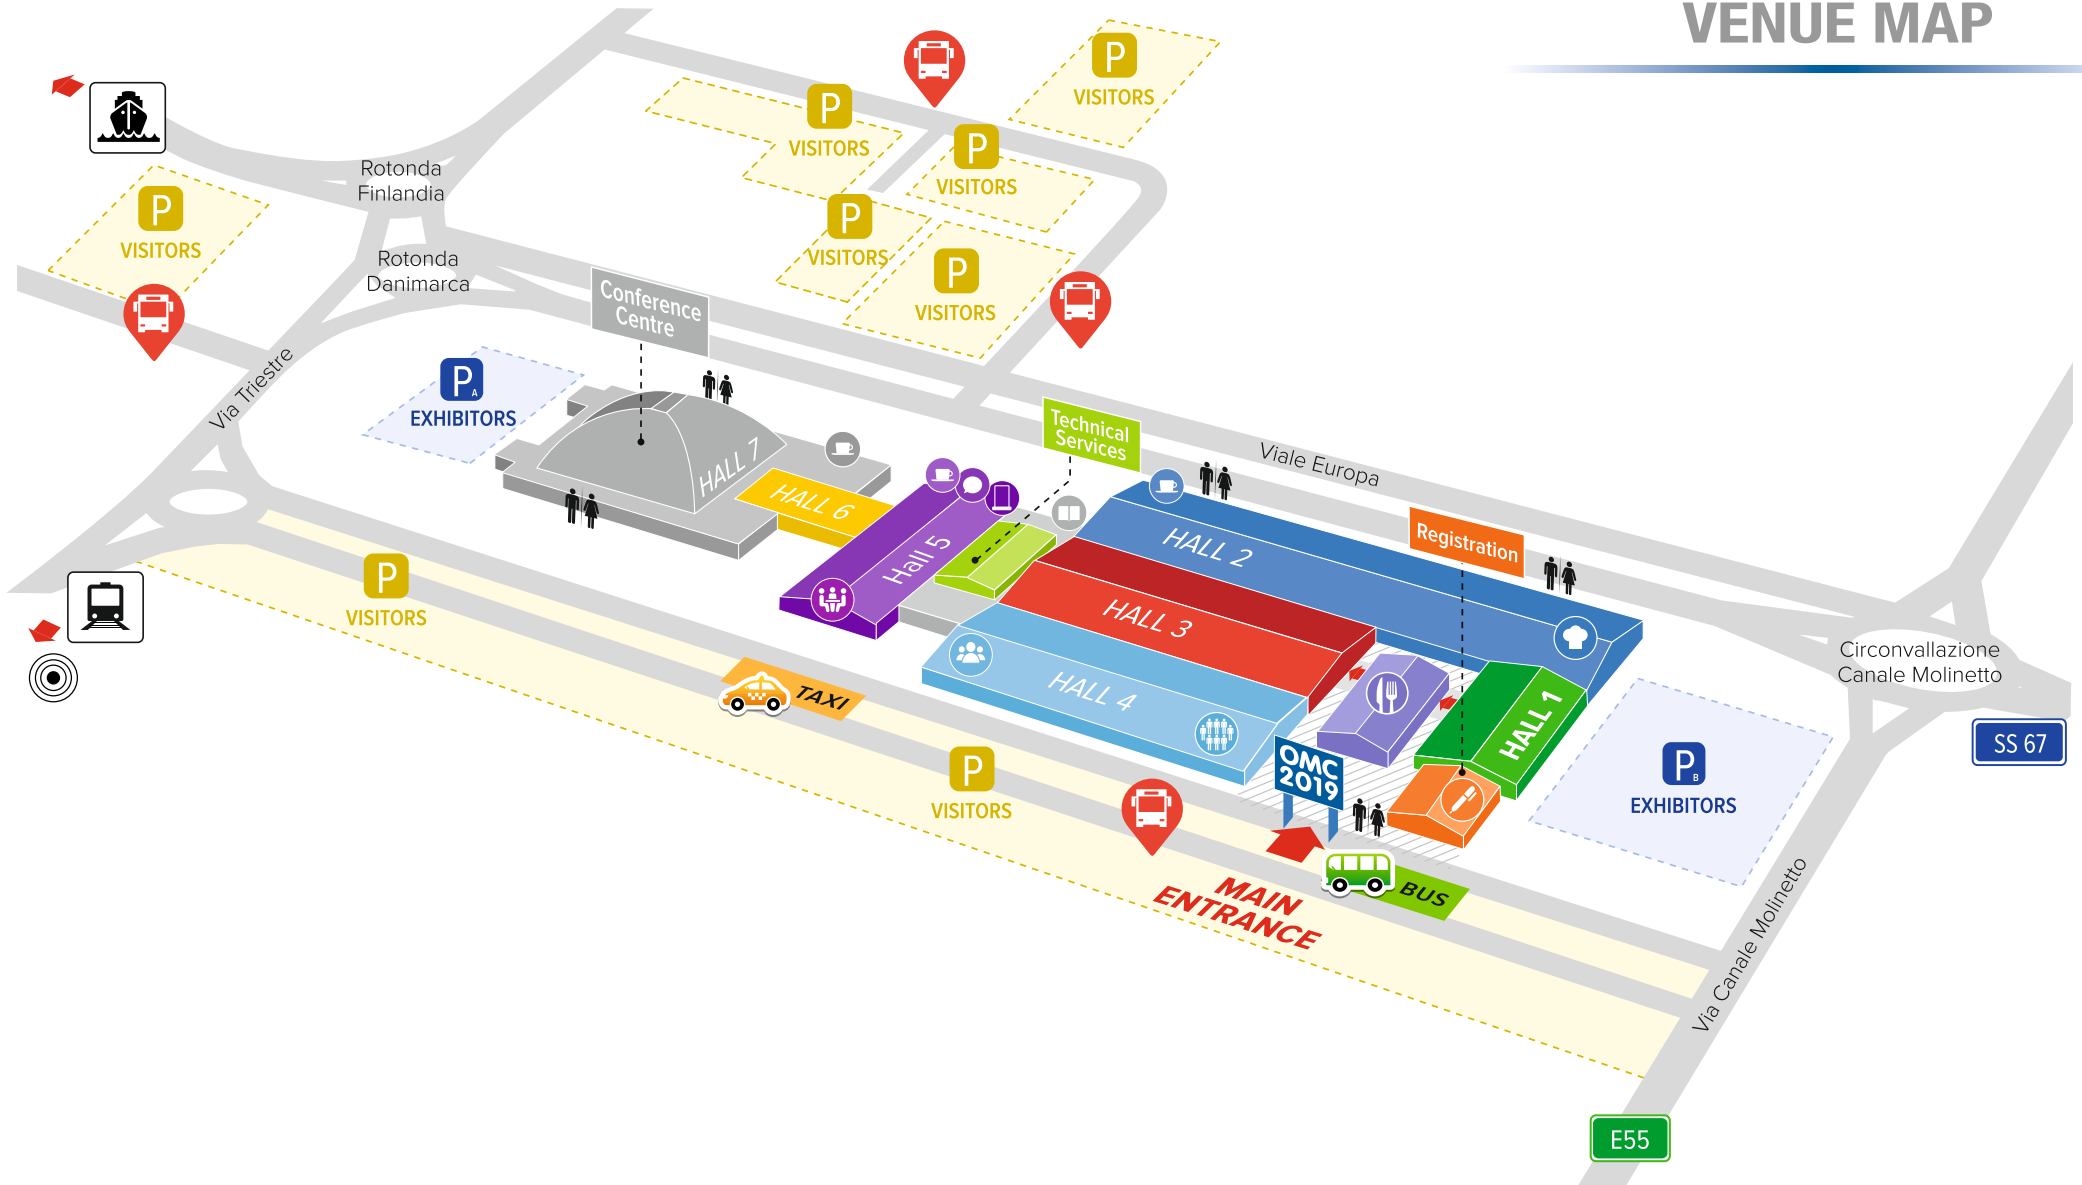 VENUE MAP
P
VISITORS
P
VISITORS
P
VISITORS
Rotonda
Finlandia
P
VISITORS
P
VISITORS
P
VISITORS
Rotonda
Danimarca
Conference
Centre
Via Triestre
P A
EXHIBITORS
Technical
Services
Viale Europa
HALL 7
HALL 6
Hall 5
HALL 2
Registration
HALL 3
HALL 4
HALL 1
P
VISITORS
TAXI
Circonvallazione
Canale Molinetto
SS 67
OMC
2019
P B
EXHIBITORS
P
VISITORS
BUS
MAIN
ENTRANCE
Via Canale Molinetto
E55